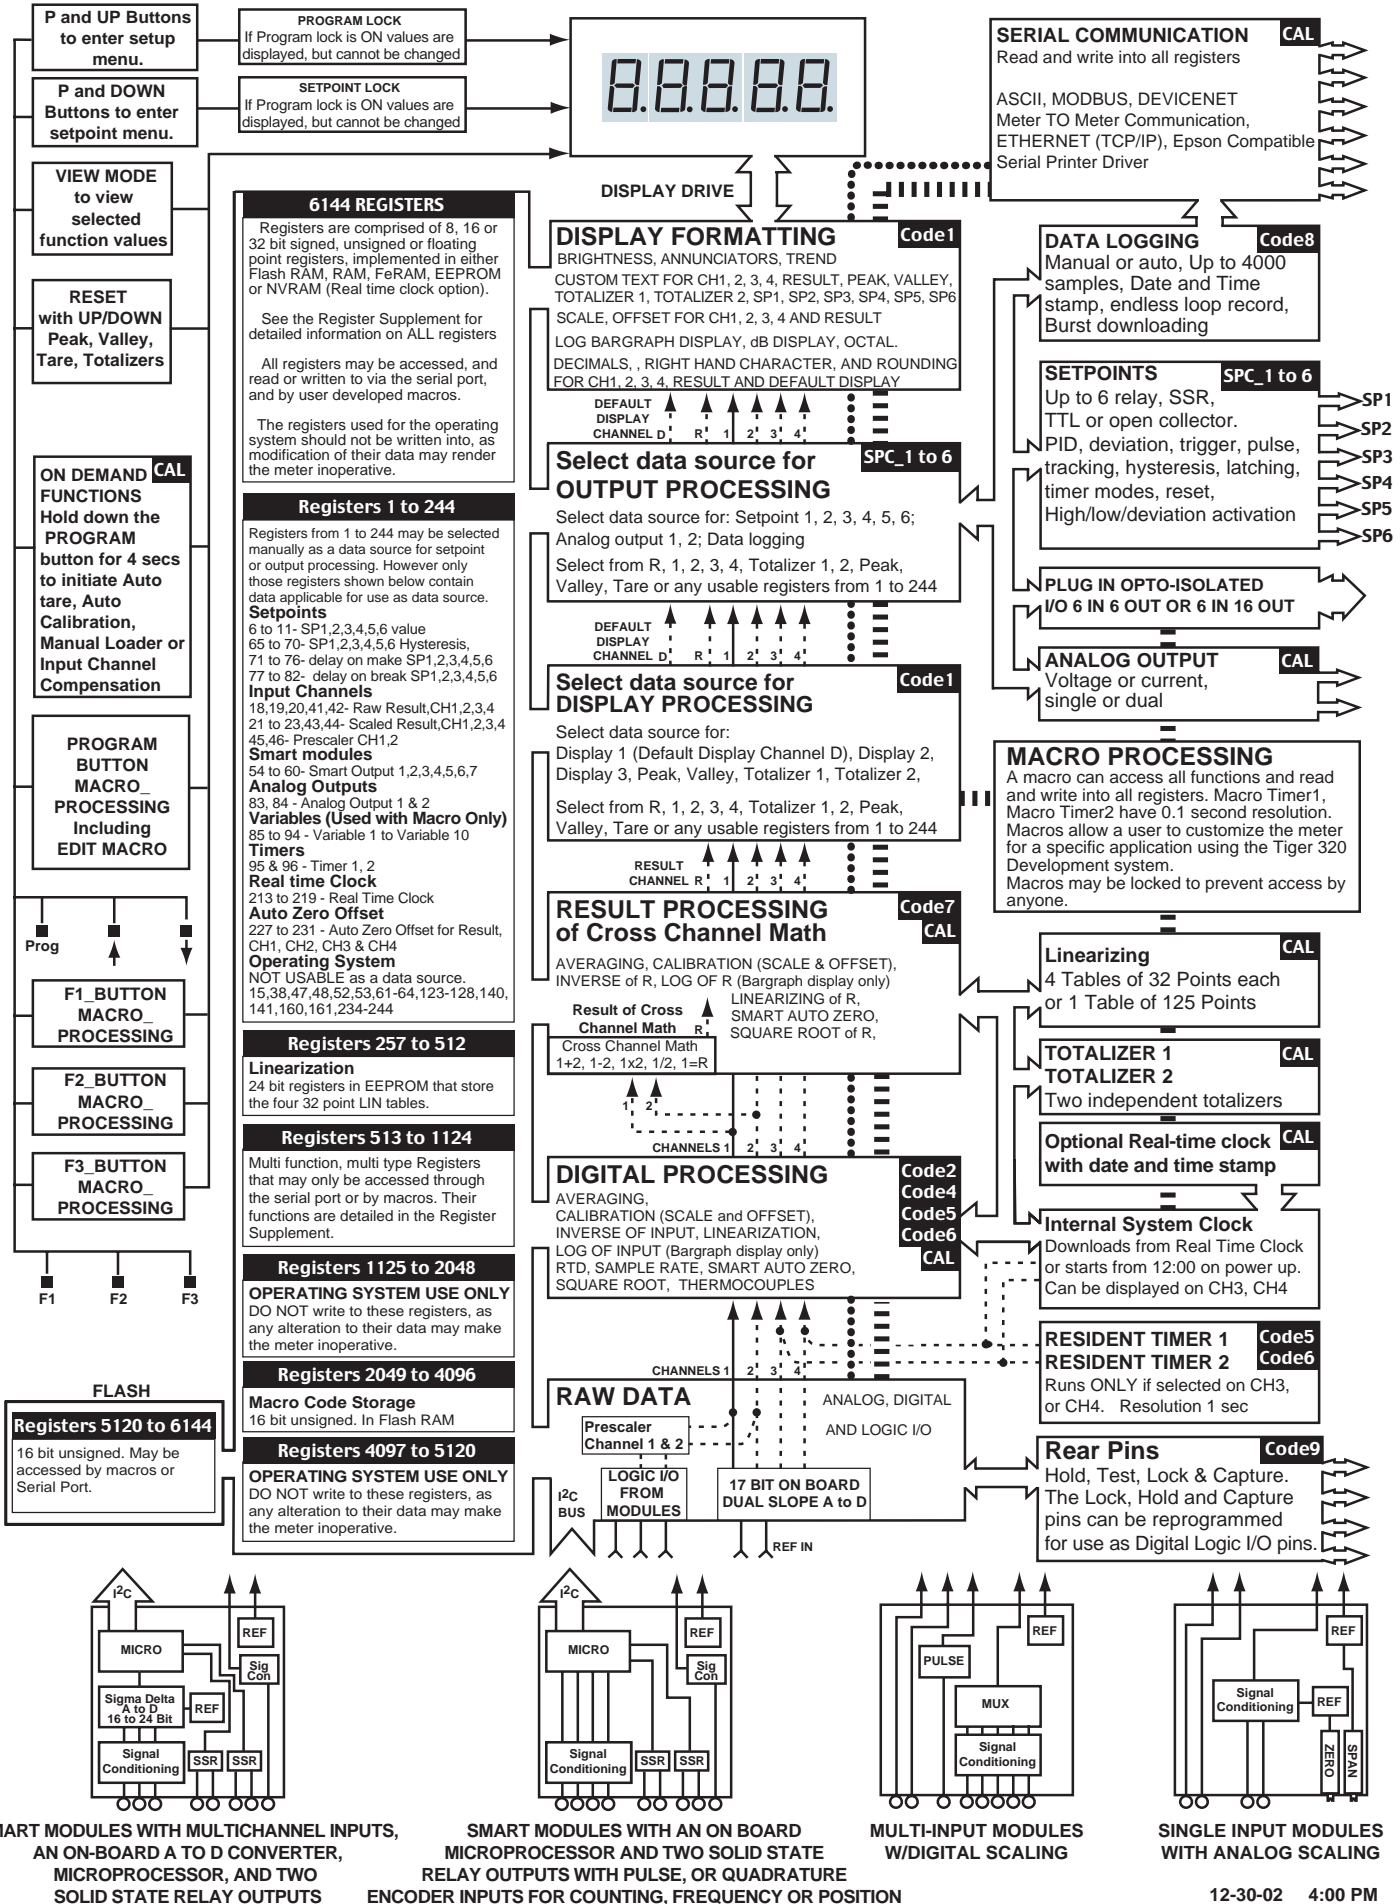 P and UP Buttons
to enter setup
menu.
PROGRAM LOCK
If Program lock is ON values are
displayed, but cannot be changed
P and DOWN
Buttons to enter
setpoint menu.
SETPOINT LOCK
If Program lock is ON values are
displayed, but cannot be changed
VIEW MODE
to view
selected
function values
RESET
with UP/DOWN
Peak, Valley,
Tare, Totalizers
ON DEMAND CAL
FUNCTIONS
Hold down the
PROGRAM
button for 4 secs
to initiate Auto
tare, Auto
Calibration,
Manual Loader or
Input Channel
Compensation
PROGRAM
BUTTON
MACRO_
PROCESSING
Including
EDIT MACRO
Prog
F1_BUTTON
MACRO_
PROCESSING
F2_BUTTON
MACRO_
PROCESSING
F3_BUTTON
MACRO_
PROCESSING
F1 F2 F3
FLASH
Registers 5120 to 6144
16 bit unsigned. May be
accessed by macros or
Serial Port.
6144 REGISTERS
Registers are comprised of 8, 16 or
32 bit signed, unsigned or floating
point registers, implemented in either
Flash RAM, RAM, FeRAM, EEPROM
or NVRAM (Real time clock option).
See the Register Supplement for
detailed information on ALL registers
All registers may be accessed, and
read or written to via the serial port,
and by user developed macros.
The registers used for the operating
system should not be written into, as
modification of their data may render
the meter inoperative.
Registers 1 to 244
Registers from 1 to 244 may be selected
manually as a data source for setpoint
or output processing. However only
those registers shown below contain
data applicable for use as data source.
Setpoints
6 to 11- SP1,2,3,4,5,6 value
65 to 70- SP1,2,3,4,5,6 Hysteresis,
71 to 76- delay on make SP1,2,3,4,5,6
77 to 82- delay on break SP1,2,3,4,5,6
Input Channels
18,19,20,41,42- Raw Result,CH1,2,3,4
21 to 23,43,44- Scaled Result,CH1,2,3,4
45,46- Prescaler CH1,2
Smart modules
54 to 60- Smart Output 1,2,3,4,5,6,7
Analog Outputs
83, 84 - Analog Output 1 & 2
Variables (Used with Macro Only)
85 to 94 - Variable 1 to Variable 10
Timers
95 & 96 - Timer 1, 2
Real time Clock
213 to 219 - Real Time Clock
Auto Zero Offset
227 to 231 - Auto Zero Offset for Result,
CH1, CH2, CH3 & CH4
Operating System
NOT USABLE as a data source.
15,38,47,48,52,53,61-64,123-128,140,
141,160,161,234-244
Registers 257 to 512
Linearization
24 bit registers in EEPROM that store
the four 32 point LIN tables.
Registers 513 to 1124
Multi function, multi type Registers
that may only be accessed through
the serial port or by macros. Their
functions are detailed in the Register
Supplement.
Registers 1125 to 2048
OPERATING SYSTEM USE ONLY
DO NOT write to these registers, as
any alteration to their data may make
the meter inoperative.
Registers 2049 to 4096
Macro Code Storage
16 bit unsigned. In Flash RAM
Registers 4097 to 5120
OPERATING SYSTEM USE ONLY
DO NOT write to these registers, as
any alteration to their data may make
the meter inoperative.
8.8.8.8.8.
DISPLAY DRIVE
DISPLAY FORMATTING Code1
BRIGHTNESS, ANNUNCIATORS, TREND
CUSTOM TEXT FOR CH1, 2, 3, 4, RESULT, PEAK, VALLEY,
TOTALIZER 1, TOTALIZER 2, SP1, SP2, SP3, SP4, SP5, SP6
SCALE, OFFSET FOR CH1, 2, 3, 4 AND RESULT
LOG BARGRAPH DISPLAY, dB DISPLAY, OCTAL.
DECIMALS, , RIGHT HAND CHARACTER, AND ROUNDING
FOR CH1, 2, 3, 4, RESULT AND DEFAULT DISPLAY
DEFAULT
DISPLAY
CHANNEL D R 1 2 3 4
Select data source for SPC_1 to 6
OUTPUT PROCESSING
Select data source for: Setpoint 1, 2, 3, 4, 5, 6;
Analog output 1, 2; Data logging
Select from R, 1, 2, 3, 4, Totalizer 1, 2, Peak,
Valley, Tare or any usable registers from 1 to 244
DEFAULT
DISPLAY
CHANNEL D R 1 2 3 4
Select data source for Code1
DISPLAY PROCESSING
Select data source for:
Display 1 (Default Display Channel D), Display 2,
Display 3, Peak, Valley, Totalizer 1, Totalizer 2,
Select from R, 1, 2, 3, 4, Totalizer 1, 2, Peak,
Valley, Tare or any usable registers from 1 to 244
RESULT
CHANNEL R 1 2 3 4
RESULT PROCESSING Code7
of Cross Channel Math CAL
AVERAGING, CALIBRATION (SCALE & OFFSET),
INVERSE of R, LOG OF R (Bargraph display only)
LINEARIZING of R,
SMART AUTO ZERO,
SQUARE ROOT of R,
Result of Cross
Channel Math R
Cross Channel Math
1+2, 1-2, 1x2, 1/2, 1=R
1 2
CHANNELS 1 2 3 4
DIGITAL PROCESSING Code2
Code4
Code5
Code6
CAL
AVERAGING,
CALIBRATION (SCALE and OFFSET),
INVERSE OF INPUT, LINEARIZATION,
LOG OF INPUT (Bargraph display only)
RTD, SAMPLE RATE, SMART AUTO ZERO,
SQUARE ROOT, THERMOCOUPLES
CHANNELS 1 2 3 4
RAW DATA
ANALOG, DIGITAL
AND LOGIC I/O
Prescaler
Channel 1 & 2
LOGIC I/O
FROM
MODULES
17 BIT ON BOARD
DUAL SLOPE A to D
I2C
BUS
REF IN
SERIAL COMMUNICATION CAL
Read and write into all registers
ASCII, MODBUS, DEVICENET
Meter TO Meter Communication,
ETHERNET (TCP/IP), Epson Compatible
Serial Printer Driver
DATA LOGGING Code8
Manual or auto, Up to 4000
samples, Date and Time
stamp, endless loop record,
Burst downloading
SETPOINTS SPC_1 to 6
Up to 6 relay, SSR,
TTL or open collector.
PID, deviation, trigger, pulse,
tracking, hysteresis, latching,
timer modes, reset,
High/low/deviation activation
SP1
SP2
SP3
SP4
SP5
SP6
PLUG IN OPTO-ISOLATED
I/O 6 IN 6 OUT OR 6 IN 16 OUT
ANALOG OUTPUT CAL
Voltage or current,
single or dual
MACRO PROCESSING
A macro can access all functions and read
and write into all registers. Macro Timer1,
Macro Timer2 have 0.1 second resolution.
Macros allow a user to customize the meter
for a specific application using the Tiger 320
Development system.
Macros may be locked to prevent access by
anyone.
Linearizing CAL
4 Tables of 32 Points each
or 1 Table of 125 Points
TOTALIZER 1 CAL
TOTALIZER 2
Two independent totalizers
Optional Real-time clock CAL
with date and time stamp
Internal System Clock
Downloads from Real Time Clock
or starts from 12:00 on power up.
Can be displayed on CH3, CH4
RESIDENT TIMER 1 Code5
RESIDENT TIMER 2 Code6
Runs ONLY if selected on CH3,
or CH4. Resolution 1 sec
Rear Pins Code9
Hold, Test, Lock & Capture.
The Lock, Hold and Capture
pins can be reprogrammed
for use as Digital Logic I/O pins.
I2C
MICRO
REF
Sig
Con
Sigma Delta
A to D
16 to 24 Bit
REF
Signal
Conditioning
SSR SSR
MART MODULES WITH MULTICHANNEL INPUTS,
AN ON-BOARD A TO D CONVERTER,
MICROPROCESSOR, AND TWO
SOLID STATE RELAY OUTPUTS
I2C
MICRO
REF
Sig
Con
Signal
Conditioning
SSR SSR
SMART MODULES WITH AN ON BOARD
MICROPROCESSOR AND TWO SOLID STATE
RELAY OUTPUTS WITH PULSE, OR QUADRATURE
ENCODER INPUTS FOR COUNTING, FREQUENCY OR POSITION
REF
PULSE
MUX
Signal
Conditioning
MULTI-INPUT MODULES
W/DIGITAL SCALING
REF
Signal
Conditioning
REF
ZERO
SPAN
SINGLE INPUT MODULES
WITH ANALOG SCALING
12-30-02 4:00 PM